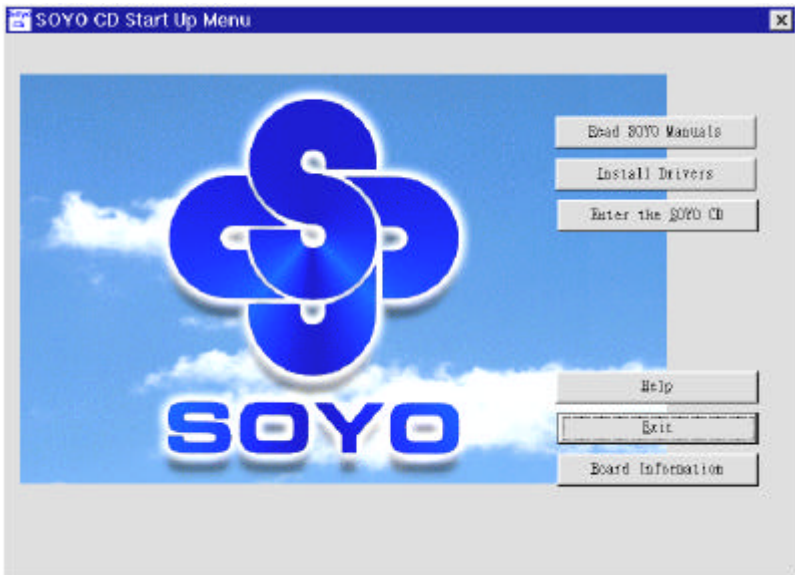 SOYO CD Start Up Menu
Read SOYO Manuals
Install Drivers
Enter the SOYO CD
SOYO
Help
Exit
Board Information